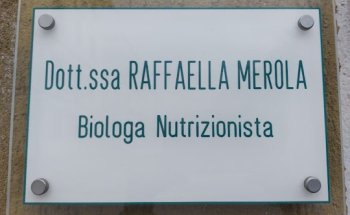 Dott.ssa RAFFAELLA MEROLA
Biologa Nutrizionista